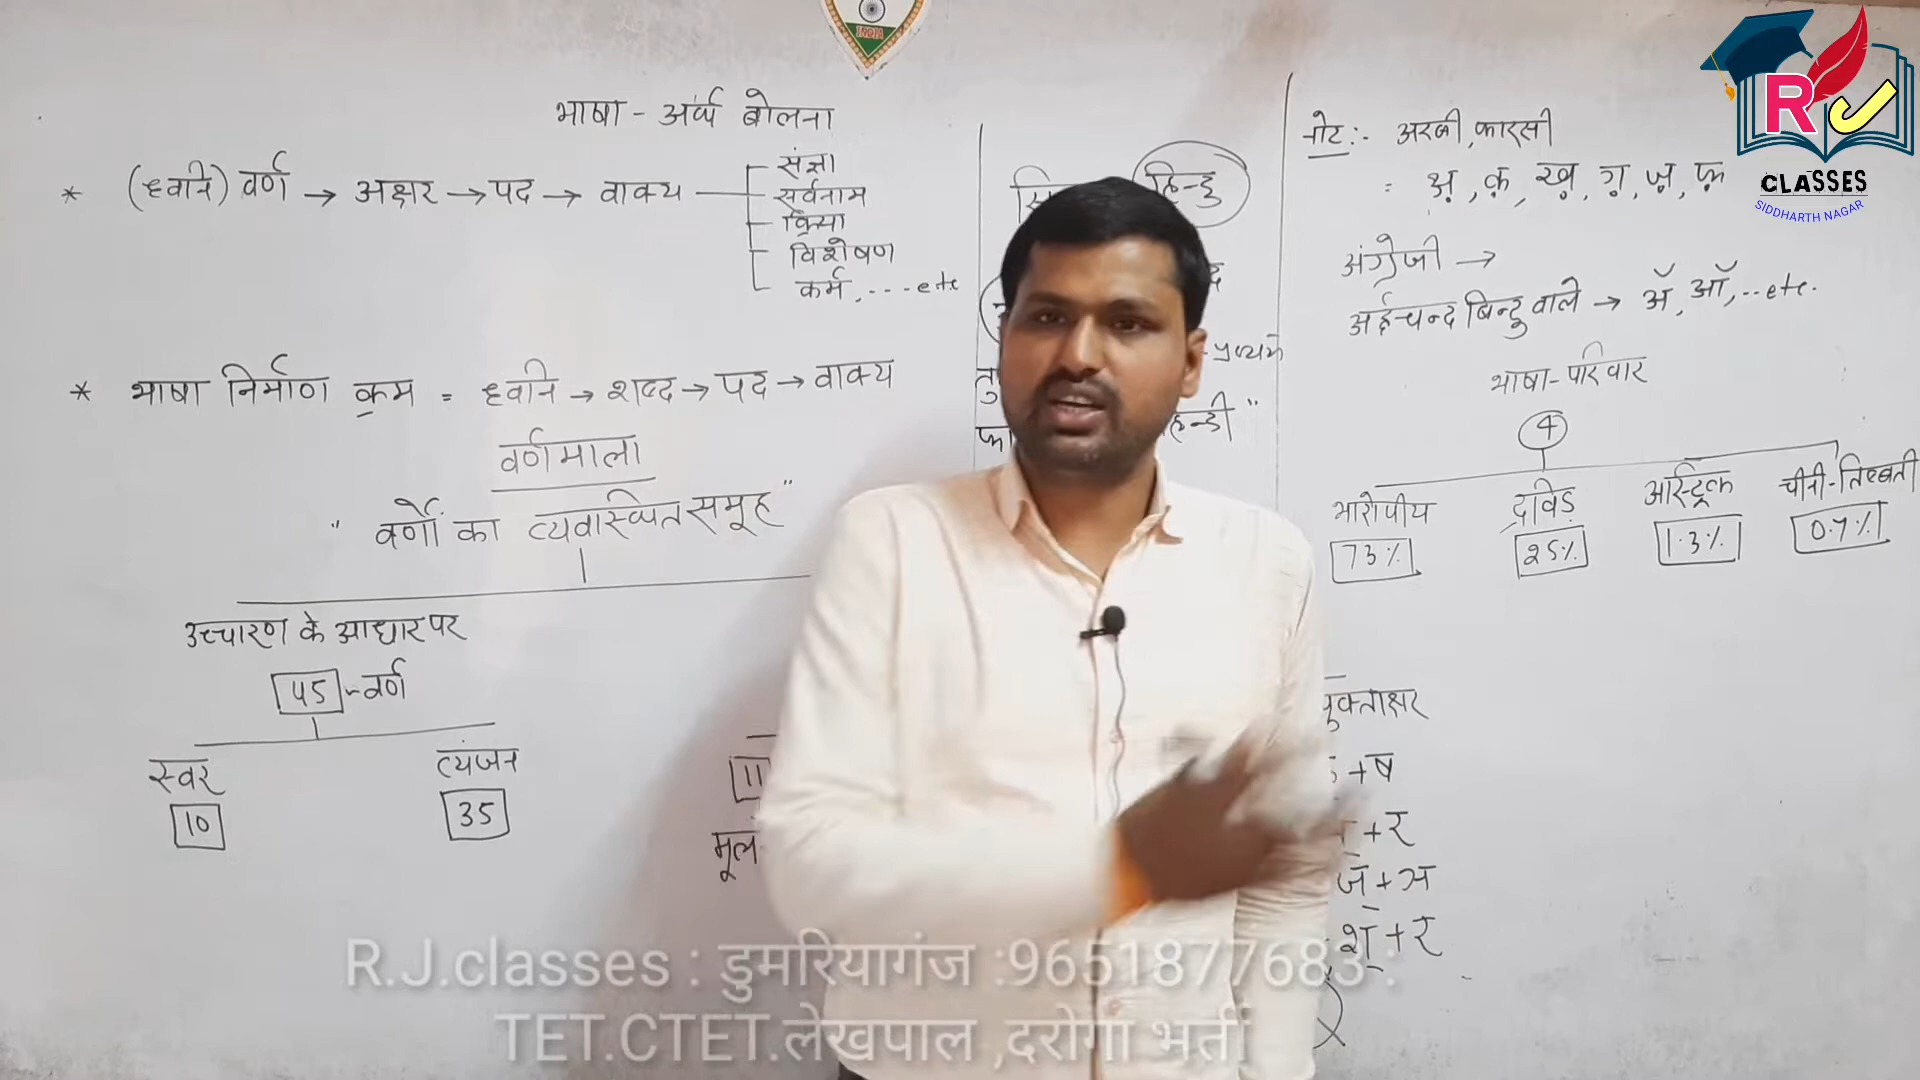 INDIA
भाषा - अर्थ बोलना
* (ध्वनि) वर्ण → अक्षर → पद → वाक्य
संज्ञा
सर्वनाम
क्रिया
विशेषण
कर्म, ---etc
* भाषा निर्माण क्रम = ध्वनि → शब्द → पद → वाक्य
वर्णमाला
" वर्णों का व्यवस्थित समूह "
उच्चारण के आधार पर
45 - वर्ण
स्वर
10
व्यंजन
35
11
मूल
हिन्दु
नोट :- अरबी, फारसी
= अ़, क़, ख़, ग़, ज़, फ़
अंग्रेजी →
अर्द्धचन्द्र बिन्दु वाले → ॲ, ऑ, --etc.
भाषा - परिवार
4
भारोपीय
73%
द्रविड़
25%
आस्ट्रिक
1.3%
चीनी-तिब्बती
0.7%
युक्ताक्षर
+ष
+र
ज्+ञ
श्+र
RJ
CLASSES
SIDDHARTH NAGAR
R.J.classes : डुमरियागंज :9651877683 :
TET.CTET.लेखपाल ,दरोगा भर्ती